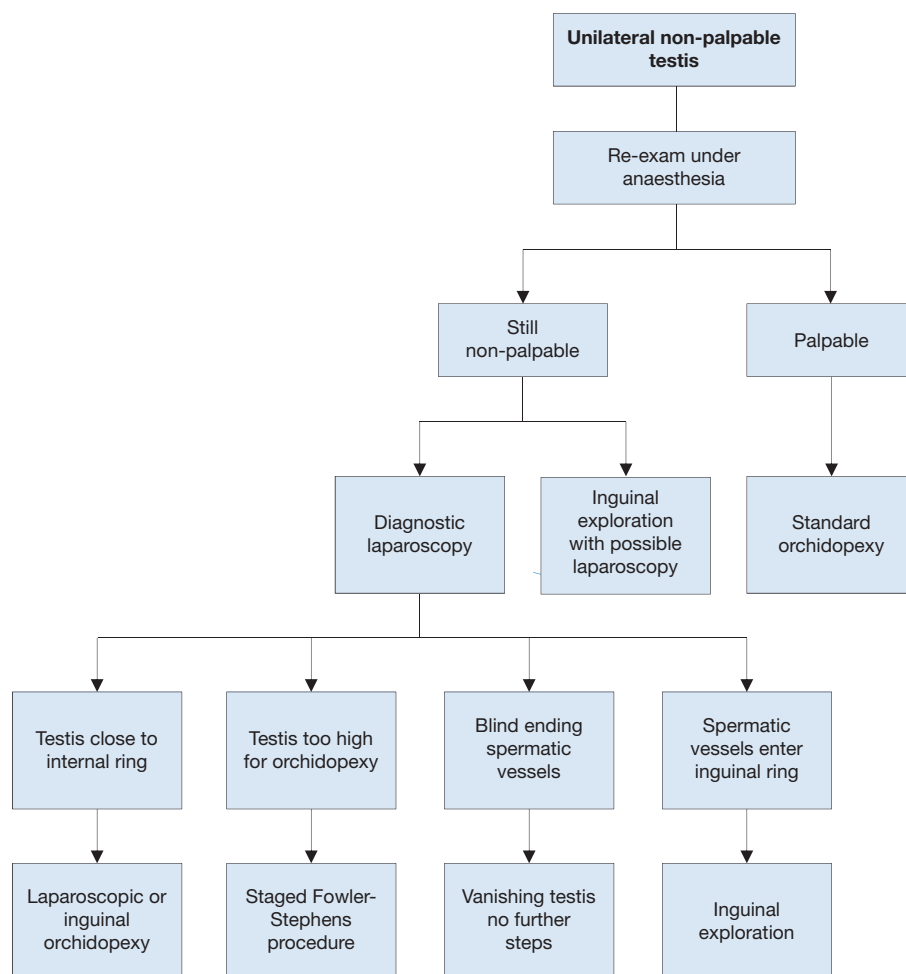 Unilateral non-palpable
testis
Re-exam under
anaesthesia
Still
non-palpable
Palpable
Diagnostic
laparoscopy
Inguinal
exploration
with possible
laparoscopy
Standard
orchidopexy
Testis close to
internal ring
Testis too high
for orchidopexy
Blind ending
spermatic
vessels
Spermatic
vessels enter
inguinal ring
Laparoscopic or
inguinal
orchidopexy
Staged Fowler-
Stephens
procedure
Vanishing testis
no further
steps
Inguinal
exploration